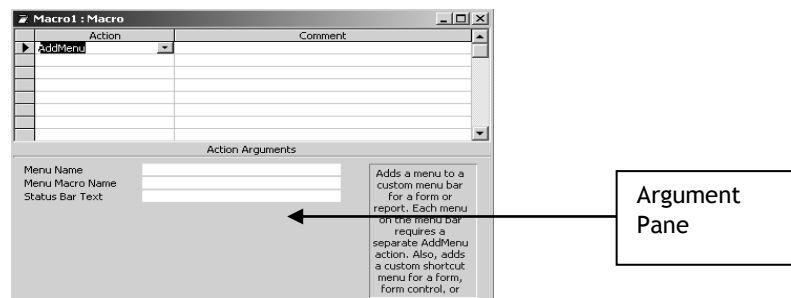 Macro1 : Macro
Action Comment
AddMenu
Action Arguments
Menu Name
Menu Macro Name
Status Bar Text
Adds a menu to a
custom menu bar
for a form or
report. Each menu
on the menu bar
requires a
separate AddMenu
action. Also, adds
a custom shortcut
menu for a form,
form control, or
Argument
Pane